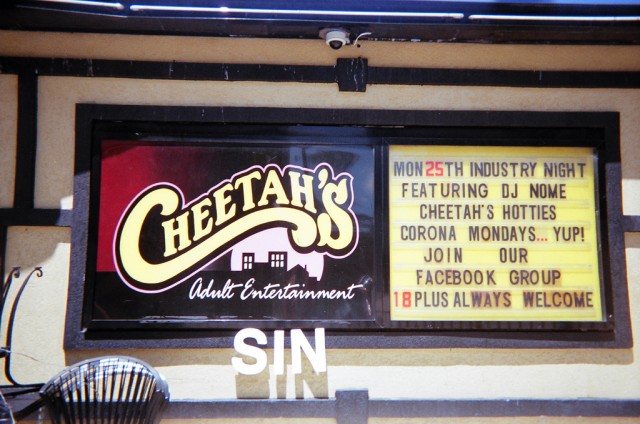 CHEETAH'S
Adult Entertainment
SIN
MON 25TH INDUSTRY NIGHT
FEATURING DJ NOME
CHEETAH'S HOTTIES
CORONA MONDAYS... YUP!
JOIN OUR
FACEBOOK GROUP
18 PLUS ALWAYS WELCOME